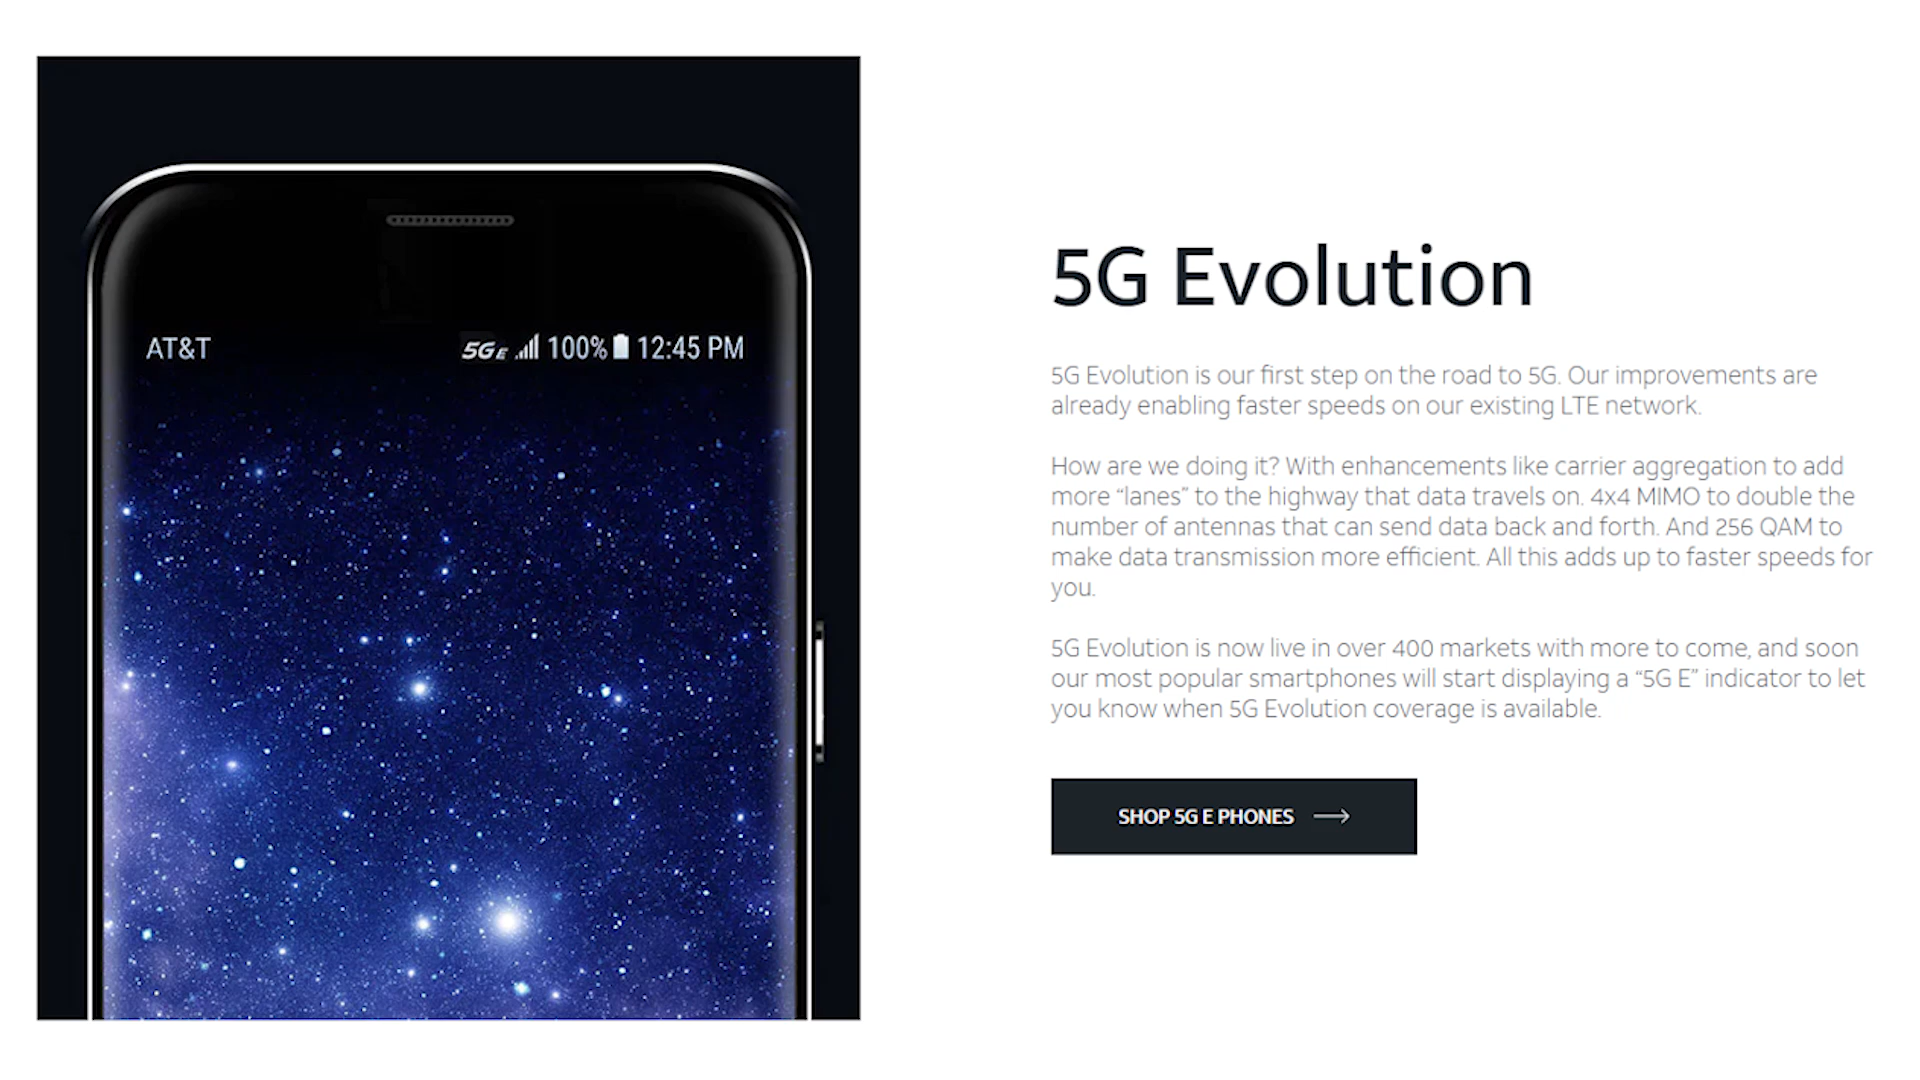 AT&T
5GE 100% 12:45 PM
5G Evolution
5G Evolution is our first step on the road to 5G. Our improvements are
already enabling faster speeds on our existing LTE network.
How are we doing it? With enhancements like carrier aggregation to add
more “lanes” to the highway that data travels on. 4x4 MIMO to double the
number of antennas that can send data back and forth. And 256 QAM to
make data transmission more efficient. All this adds up to faster speeds for
you.
5G Evolution is now live in over 400 markets with more to come, and soon
our most popular smartphones will start displaying a “5G E” indicator to let
you know when 5G Evolution coverage is available.
SHOP 5G E PHONES